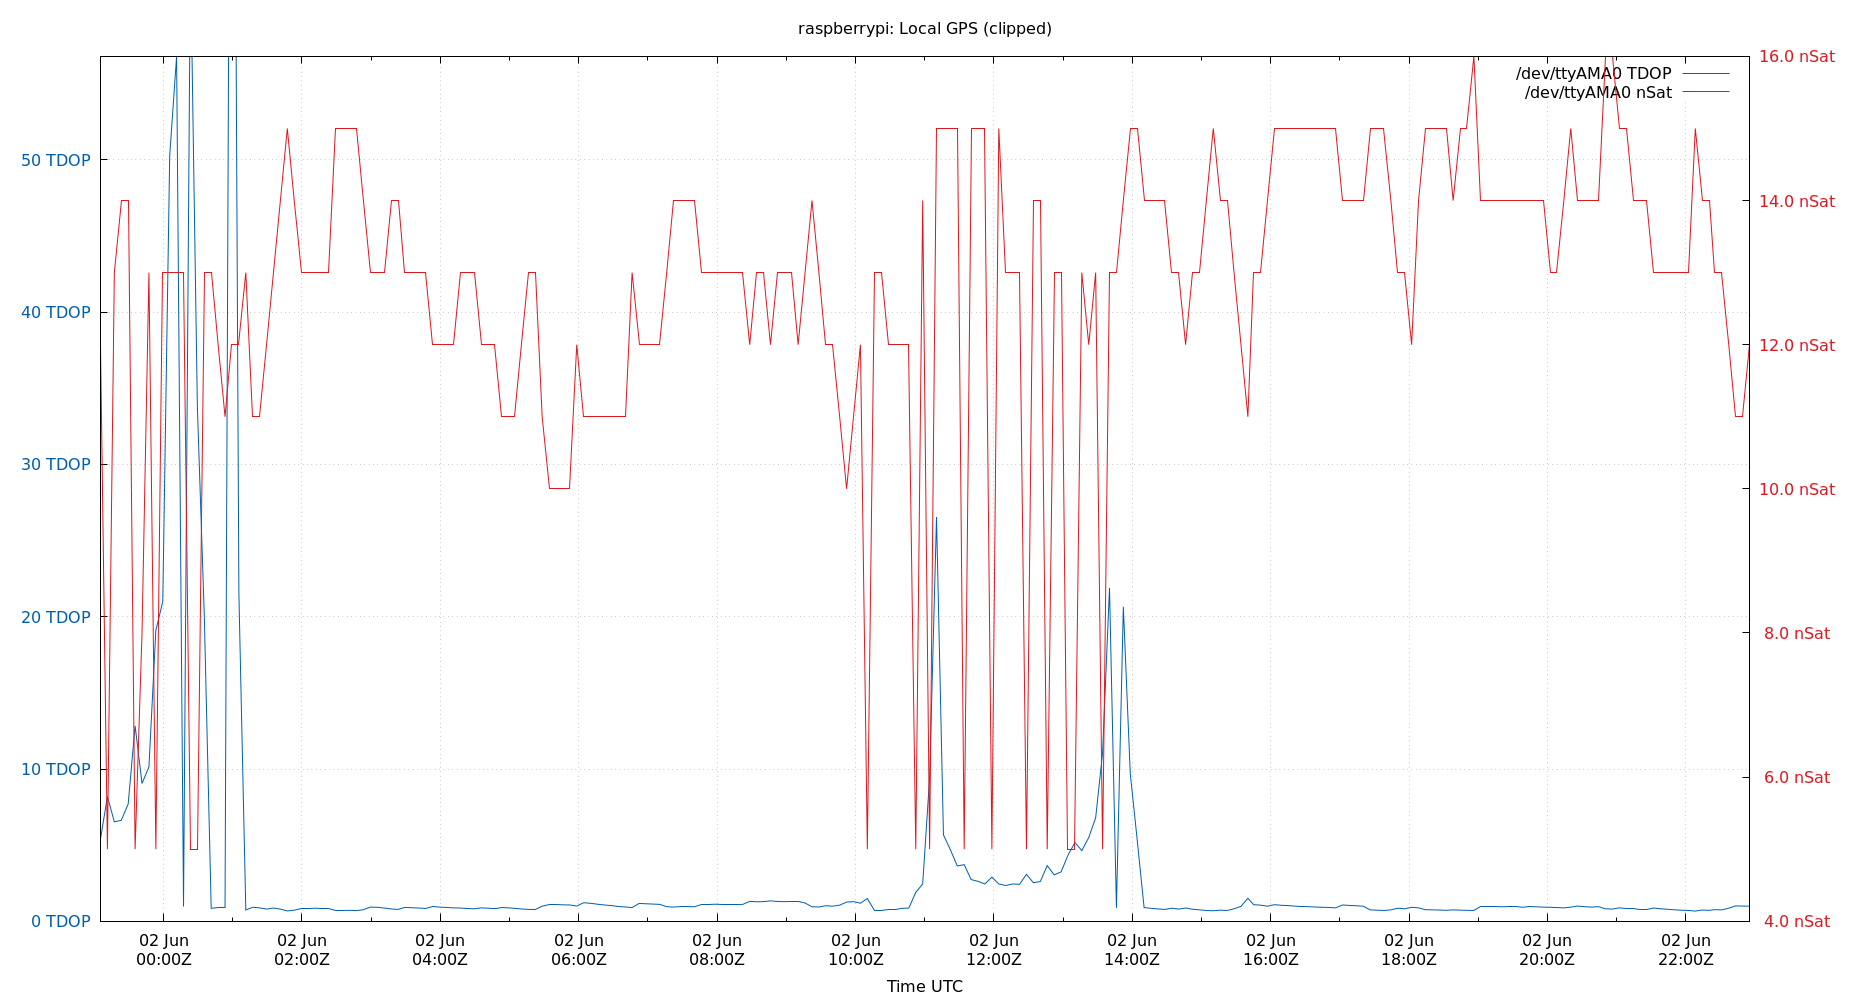 raspberrypi: Local GPS (clipped)
/dev/ttyAMA0 TDOP
/dev/ttyAMA0 nSat
50 TDOP
40 TDOP
30 TDOP
20 TDOP
10 TDOP
0 TDOP
16.0 nSat
14.0 nSat
12.0 nSat
10.0 nSat
8.0 nSat
6.0 nSat
4.0 nSat
02 Jun 02 Jun 02 Jun 02 Jun 02 Jun 02 Jun 02 Jun 02 Jun 02 Jun 02 Jun 02 Jun 02 Jun
00:00Z 02:00Z 04:00Z 06:00Z 08:00Z 10:00Z 12:00Z 14:00Z 16:00Z 18:00Z 20:00Z 22:00Z
Time UTC